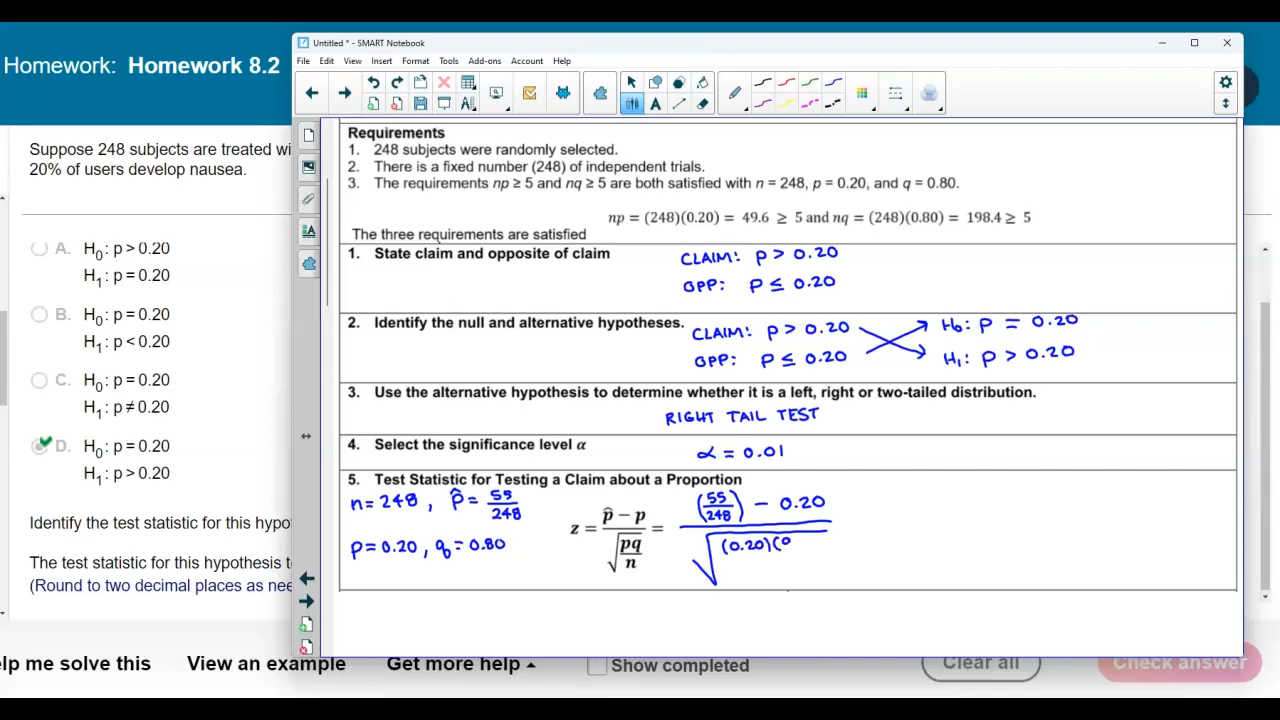 Homework: Homework 8.2
Suppose 248 subjects are treated wi
20% of users develop nausea.
A. H0: p > 0.20
H1: p = 0.20
B. H0: p = 0.20
H1: p < 0.20
C. H0: p = 0.20
H1: p ≠ 0.20
D. H0: p = 0.20
H1: p > 0.20
Identify the test statistic for this hypo
The test statistic for this hypothesis t
(Round to two decimal places as nee
elp me solve this
View an example
Get more help
Show completed
Clear all
Check answer
Untitled * - SMART Notebook
File Edit View Insert Format Tools Add-ons Account Help
Requirements
1. 248 subjects were randomly selected.
2. There is a fixed number (248) of independent trials.
3. The requirements np ≥ 5 and nq ≥ 5 are both satisfied with n = 248, p = 0.20, and q = 0.80.
np = (248)(0.20) = 49.6 ≥ 5 and nq = (248)(0.80) = 198.4 ≥ 5
The three requirements are satisfied
1. State claim and opposite of claim
CLAIM: p > 0.20
OPP: p ≤ 0.20
2. Identify the null and alternative hypotheses.
CLAIM: p > 0.20 H0: p = 0.20
OPP: p ≤ 0.20 H1: p > 0.20
3. Use the alternative hypothesis to determine whether it is a left, right or two-tailed distribution.
RIGHT TAIL TEST
4. Select the significance level α
α = 0.01
5. Test Statistic for Testing a Claim about a Proportion
n = 248, p̂ = 55/248
p = 0.20, q = 0.80
z = (p̂ − p)/√(pq/n) = (55/248) − 0.20
√ (0.20)(0